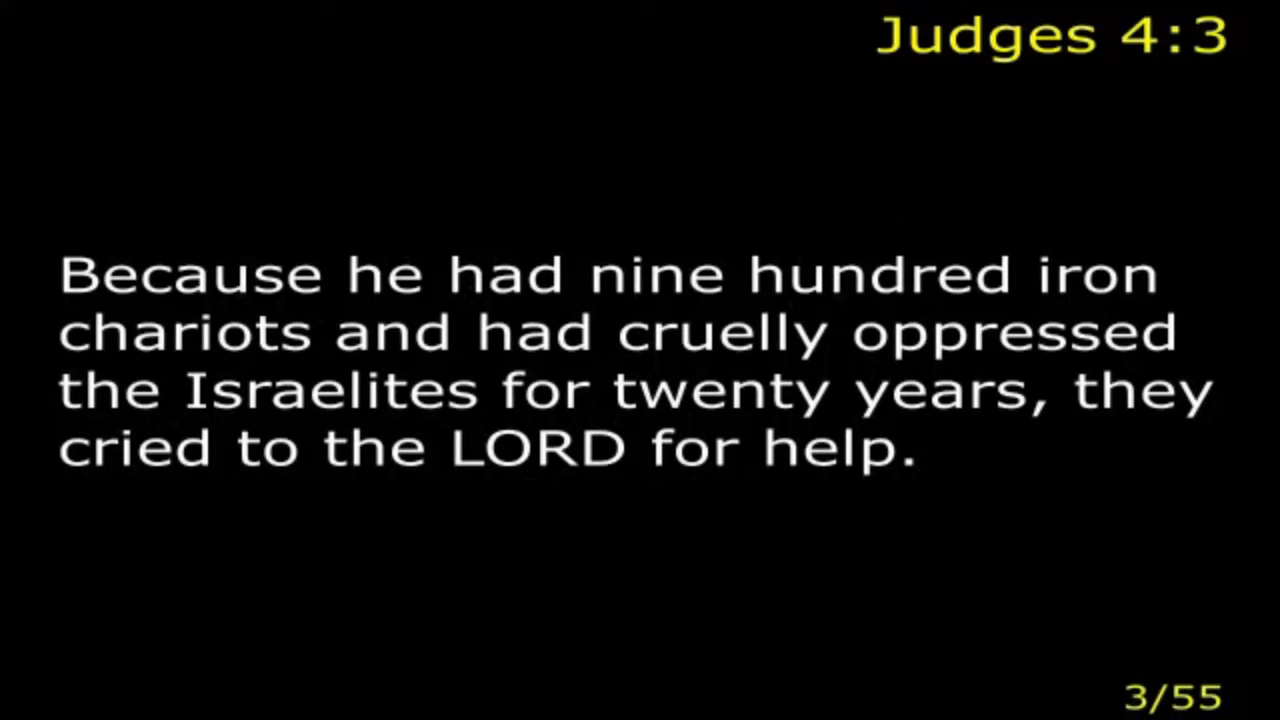 Judges 4:3
Because he had nine hundred iron
chariots and had cruelly oppressed
the Israelites for twenty years, they
cried to the LORD for help.
3/55